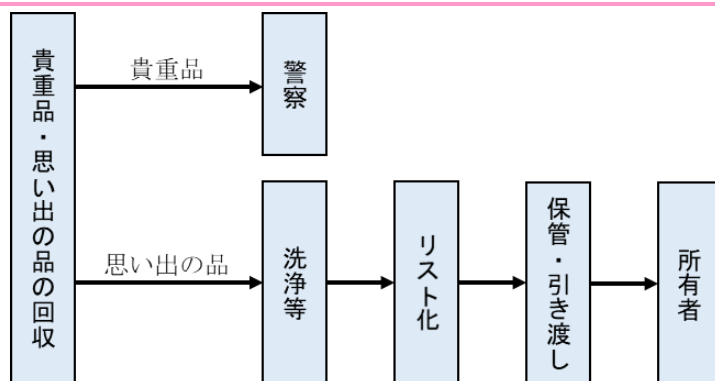 貴重品・思い出の品の回収
貴重品
警察
思い出の品
洗浄等
リスト化
保管・引き渡し
所有者